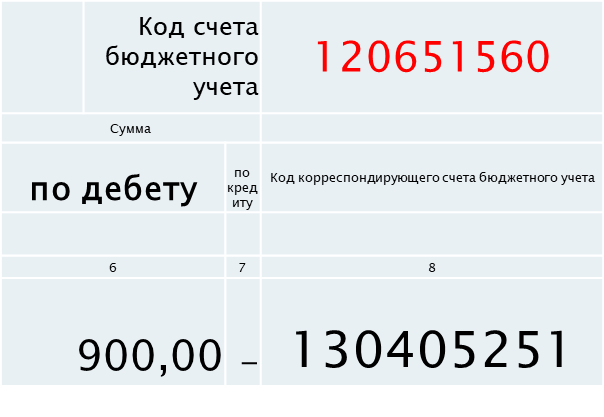 Код счета
бюджетного
учета
120651560
Сумма
по дебету
по
кред
иту
Код корреспондирующего счета бюджетного учета
6
7
8
900,00
–
130405251